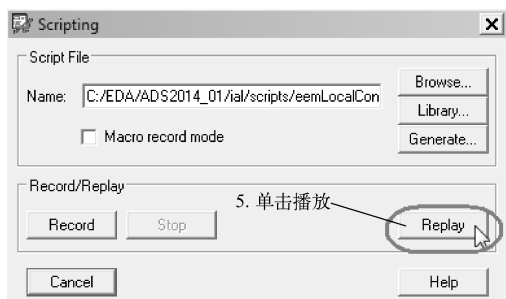 Scripting
Script File
Name: C:/EDA/ADS2014_01/ial/scripts/eemLocalCon
Browse...
Library...
Macro record mode
Generate...
Record/Replay
5. 单击播放
Record Stop Replay
Cancel Help